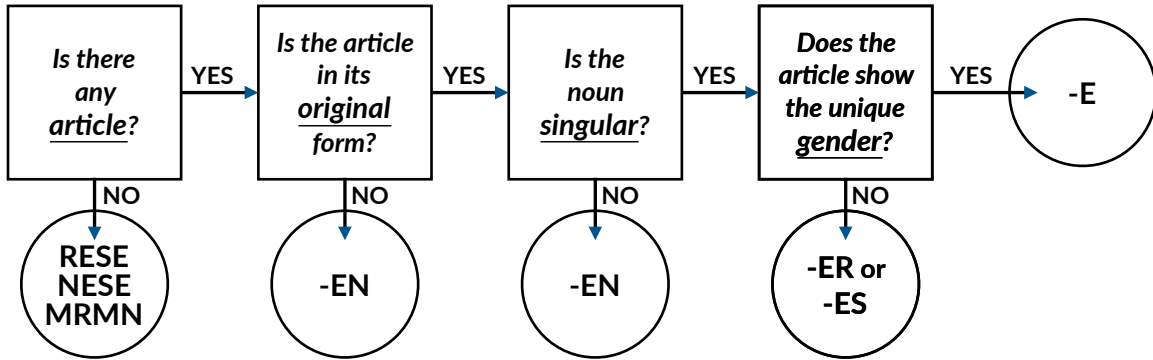 Is there
any
article?
YES
NO
RESE
NESE
MRMN
Is the article
in its
original
form?
YES
NO
-EN
Is the
noun
singular?
YES
NO
-EN
Does the
article show
the unique
gender?
YES
NO
-ER or
-ES
-E